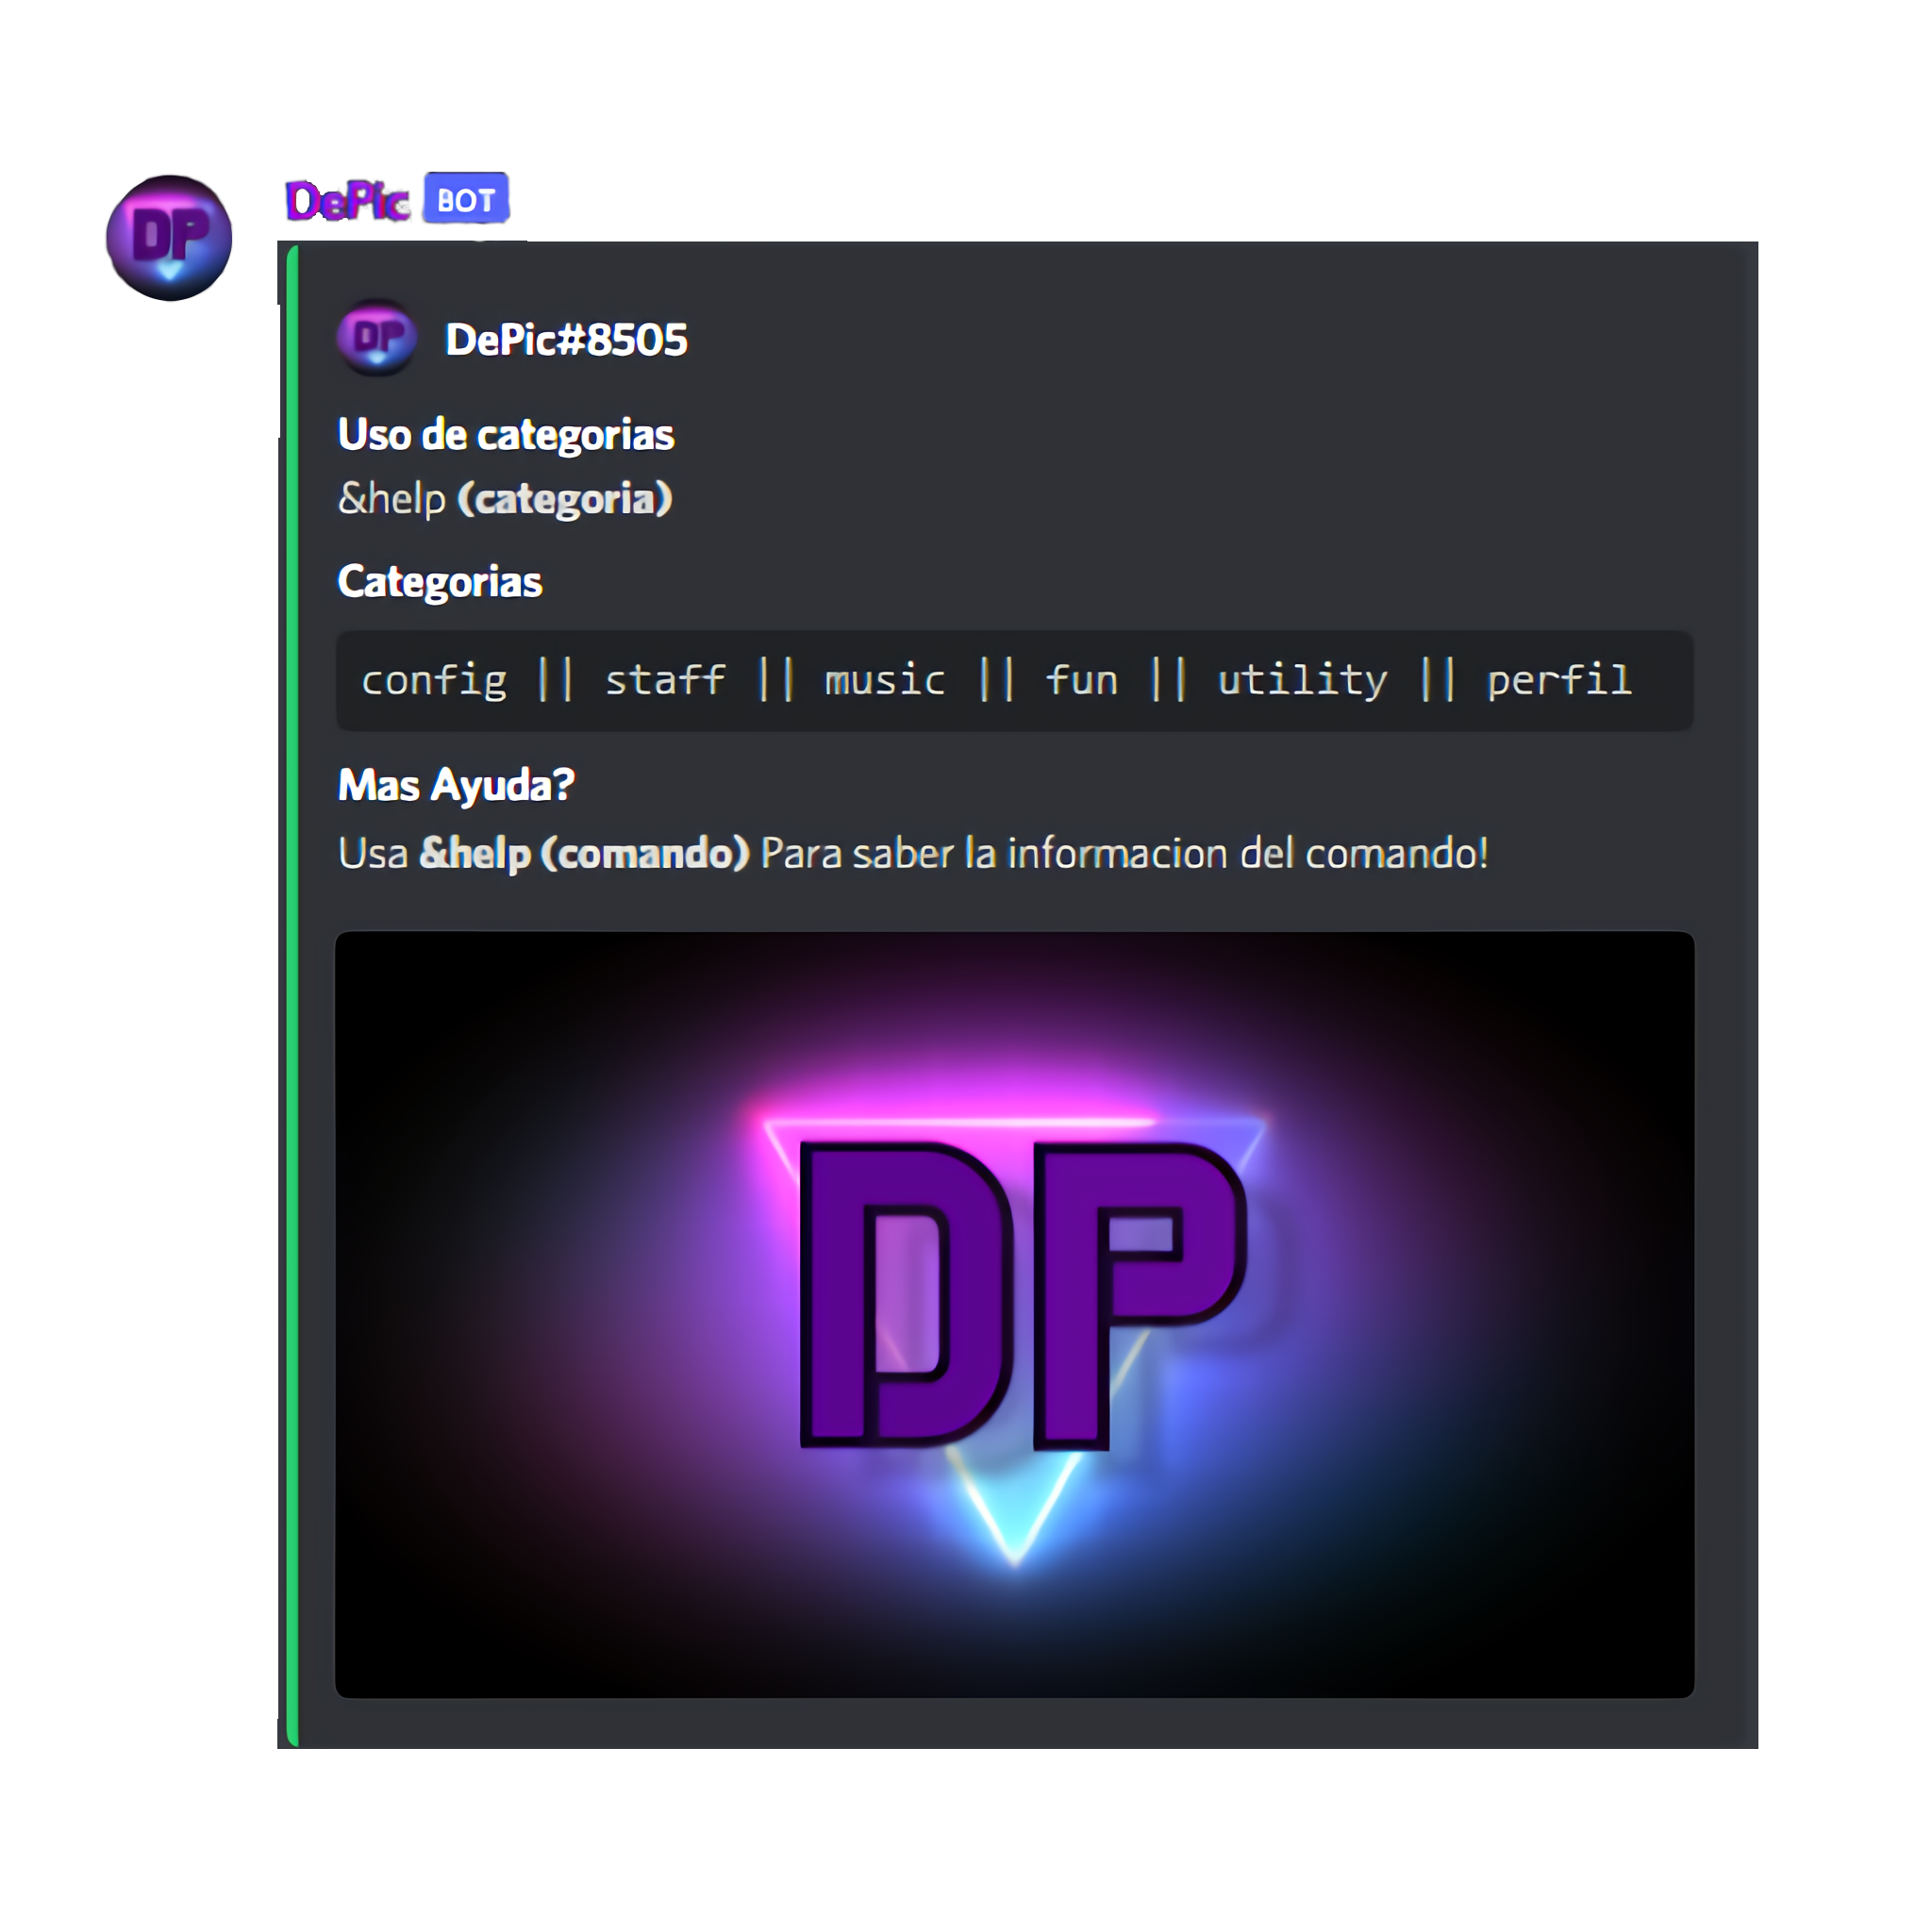 DP
DePic BOT
DP
DePic#8505
Uso de categorias
&help (categoria)
Categorias
config || staff || music || fun || utility || perfil
Mas Ayuda?
Usa &help (comando) Para saber la informacion del comando!
DP